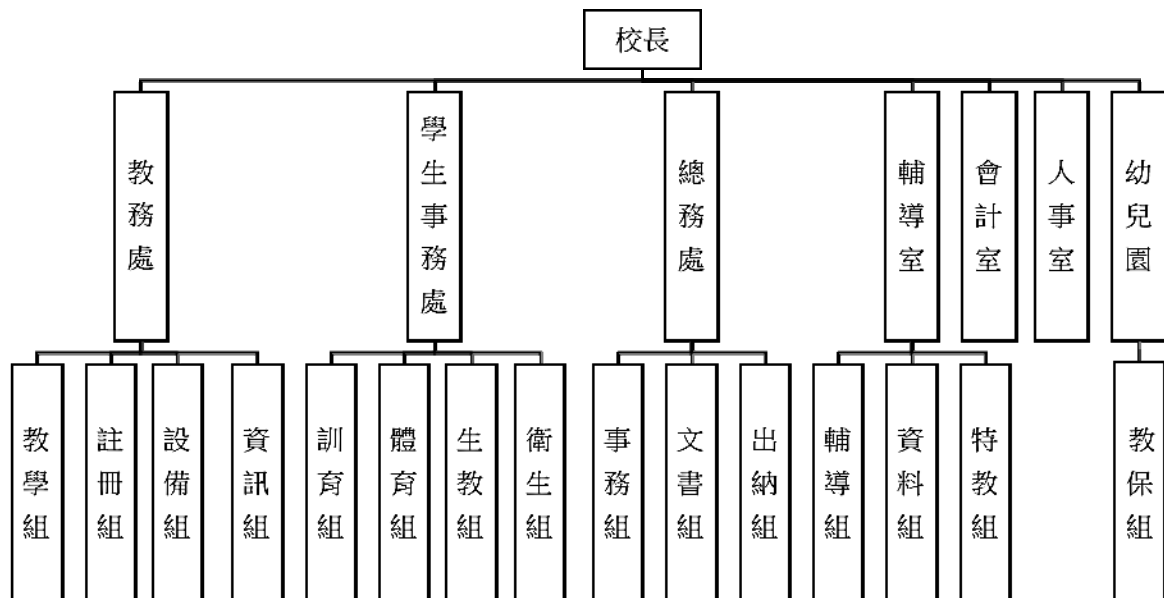 校長
教務處
學生事務處
總務處
輔導室
會計室
人事室
幼兒園
教學組
註冊組
設備組
資訊組
訓育組
體育組
生教組
衛生組
事務組
文書組
出納組
輔導組
資料組
特教組
教保組